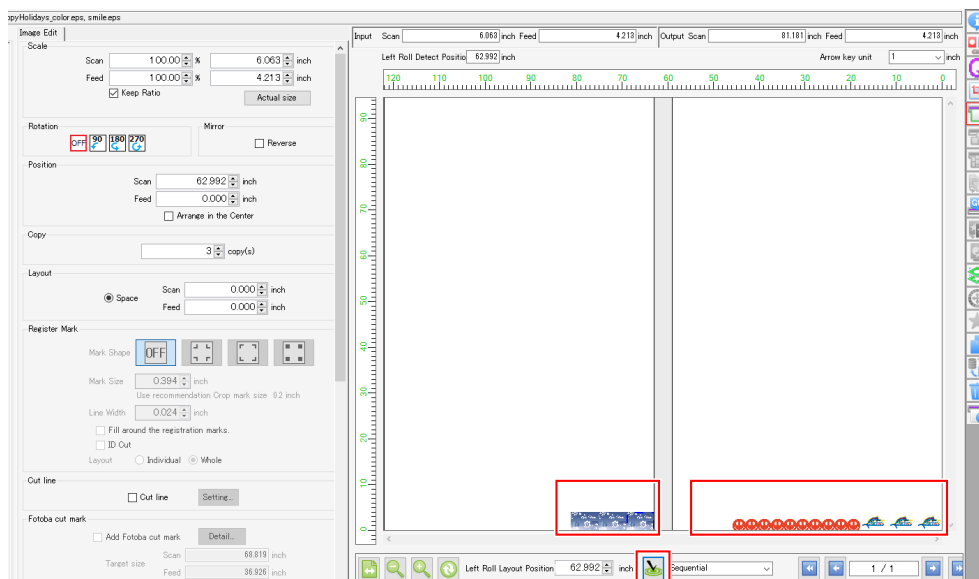 ppyHolidays_color.eps, smile.eps
Image Edit
Scale
Scan 100.00 % 6.063 inch
Feed 100.00 % 4.213 inch
Keep Ratio Actual size
Rotation Mirror
OFF 90 180 270 Reverse
Position
Scan 62.992 inch
Feed 0.000 inch
Arrange in the Center
Copy
3 copy(s)
Layout
Space Scan 0.000 inch
Feed 0.000 inch
Register Mark
Mark Shape OFF
Mark Size 0.394 inch
Use recommendation Crop mark size 0.2 inch
Line Width 0.024 inch
Fill around the registration marks.
ID Cut
Layout Individual Whole
Cut line
Cut line Setting...
Fotoba cut mark
Add Fotoba cut mark Detail...
Target size Scan 68.819 inch
Feed 36.926 inch
Input Scan 6.063 inch Feed 4.213 inch Output Scan 81.181 inch Feed 4.213 inch
Left Roll Detect Positio 62.992 inch Arrow key unit 1 inch
120 110 100 90 80 70 60 50 40 30 20 10 0
90
80
70
60
50
40
30
20
10
0
Left Roll Layout Position 62.992 inch Sequential 1 / 1